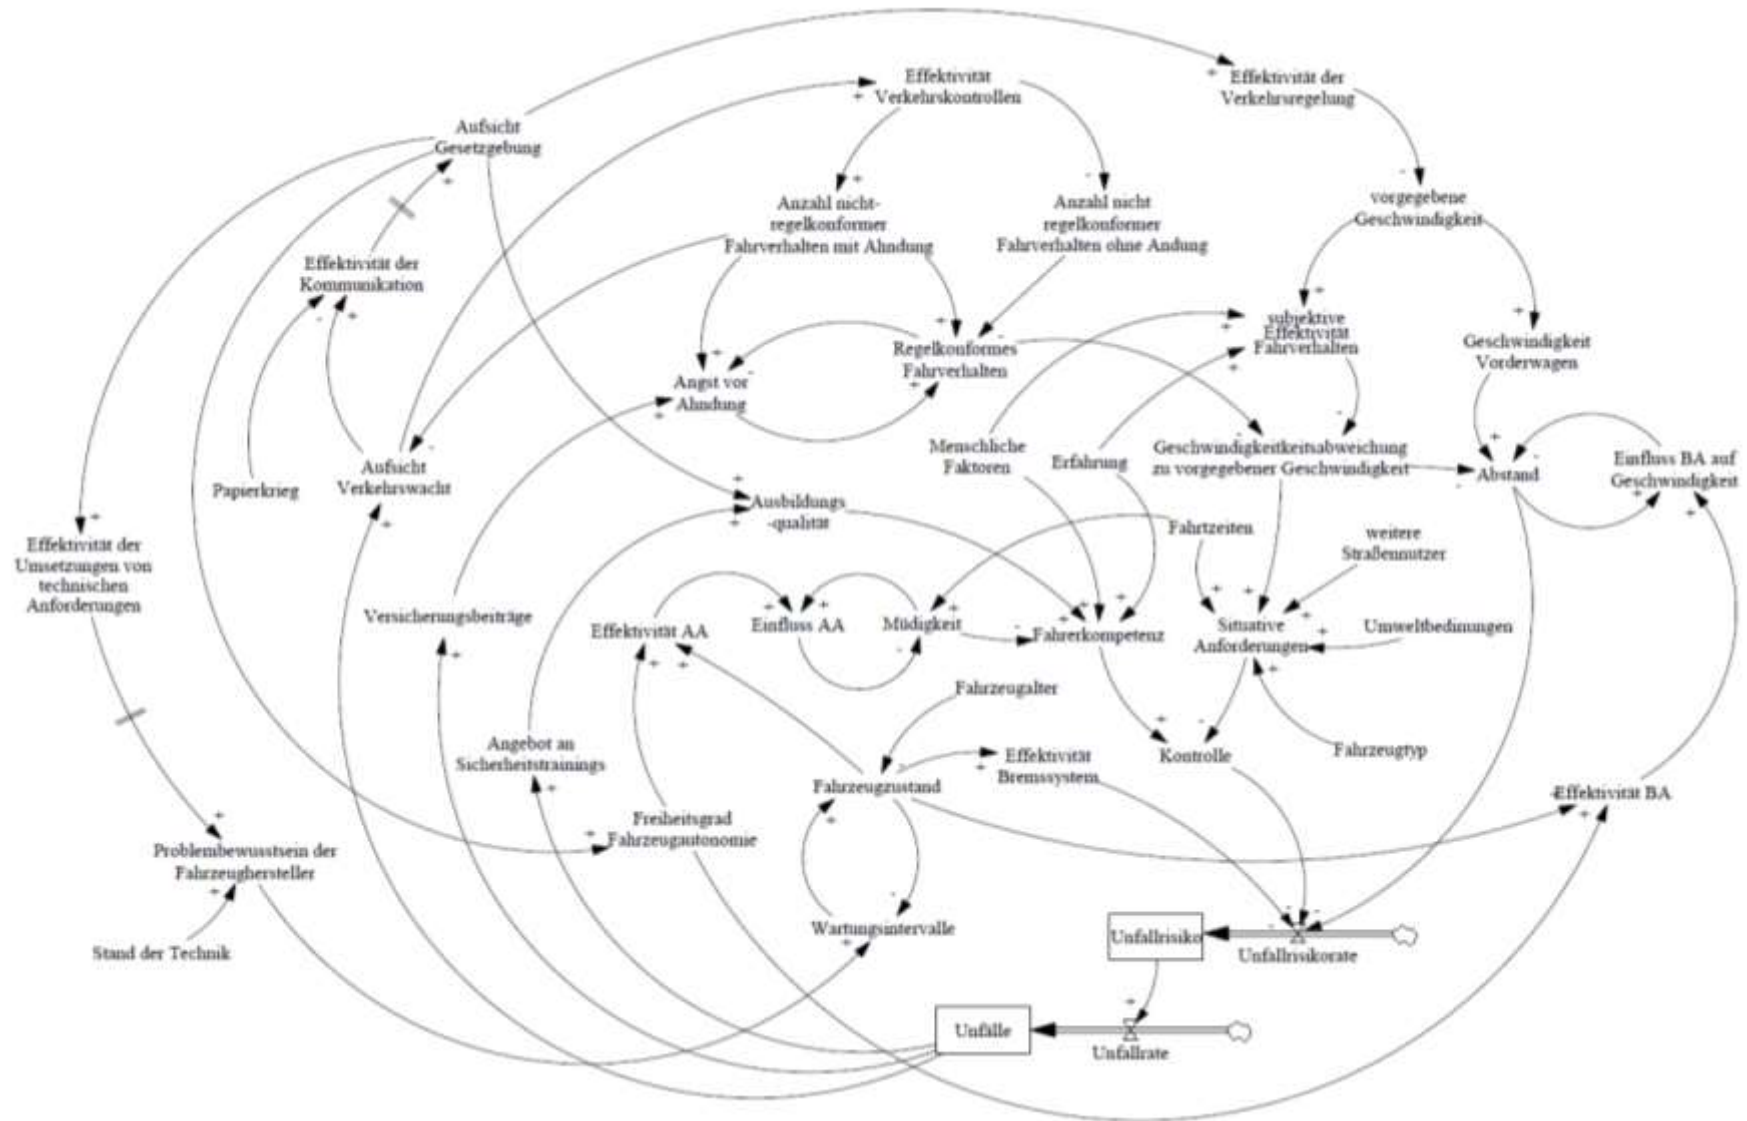 Effektivität
Verkehrskontrollen
Effektivität der
Verkehrsregelung
Aufsicht
Gesetzgebung
Anzahl nicht-
regelkonformer
Fahrverhalten mit Ahndung
Anzahl nicht
regelkonformer
Fahrverhalten ohne Andung
vorgegebene
Geschwindigkeit
Effektivität der
Kommunikation
subjektive
Effektivität
Fahrverhalten
Geschwindigkeit
Vorderwagen
Regelkonformes
Fahrverhalten
Angst vor
Ahndung
Menschliche
Faktoren
Erfahrung
Geschwindigkeitkeitsabweichung
zu vorgegebener Geschwindigkeit
Abstand
Einfluss BA auf
Geschwindigkeit
Papierkrieg
Aufsicht
Verkehrswacht
Ausbildungs
-qualität
Fahrtzeiten
weitere
Straßennutzer
Effektivität der
Umsetzungen von
technischen
Anforderungen
Versicherungsbeiträge
Effektivität AA
Einfluss AA
Müdigkeit
Fahrerkompetenz
Situative
Anforderungen
Umweltbedinungen
Fahrzeugalter
Angebot an
Sicherheitstrainings
Fahrzeugzustand
Effektivität
Bremssystem
Kontrolle
Fahrzeugtyp
Effektivität BA
Freiheitsgrad
Fahrzeugautonomie
Problembewusstsein der
Fahrzeughersteller
Wartungsintervalle
Stand der Technik
Unfallrisiko
Unfallrisikorate
Unfälle
Unfallrate